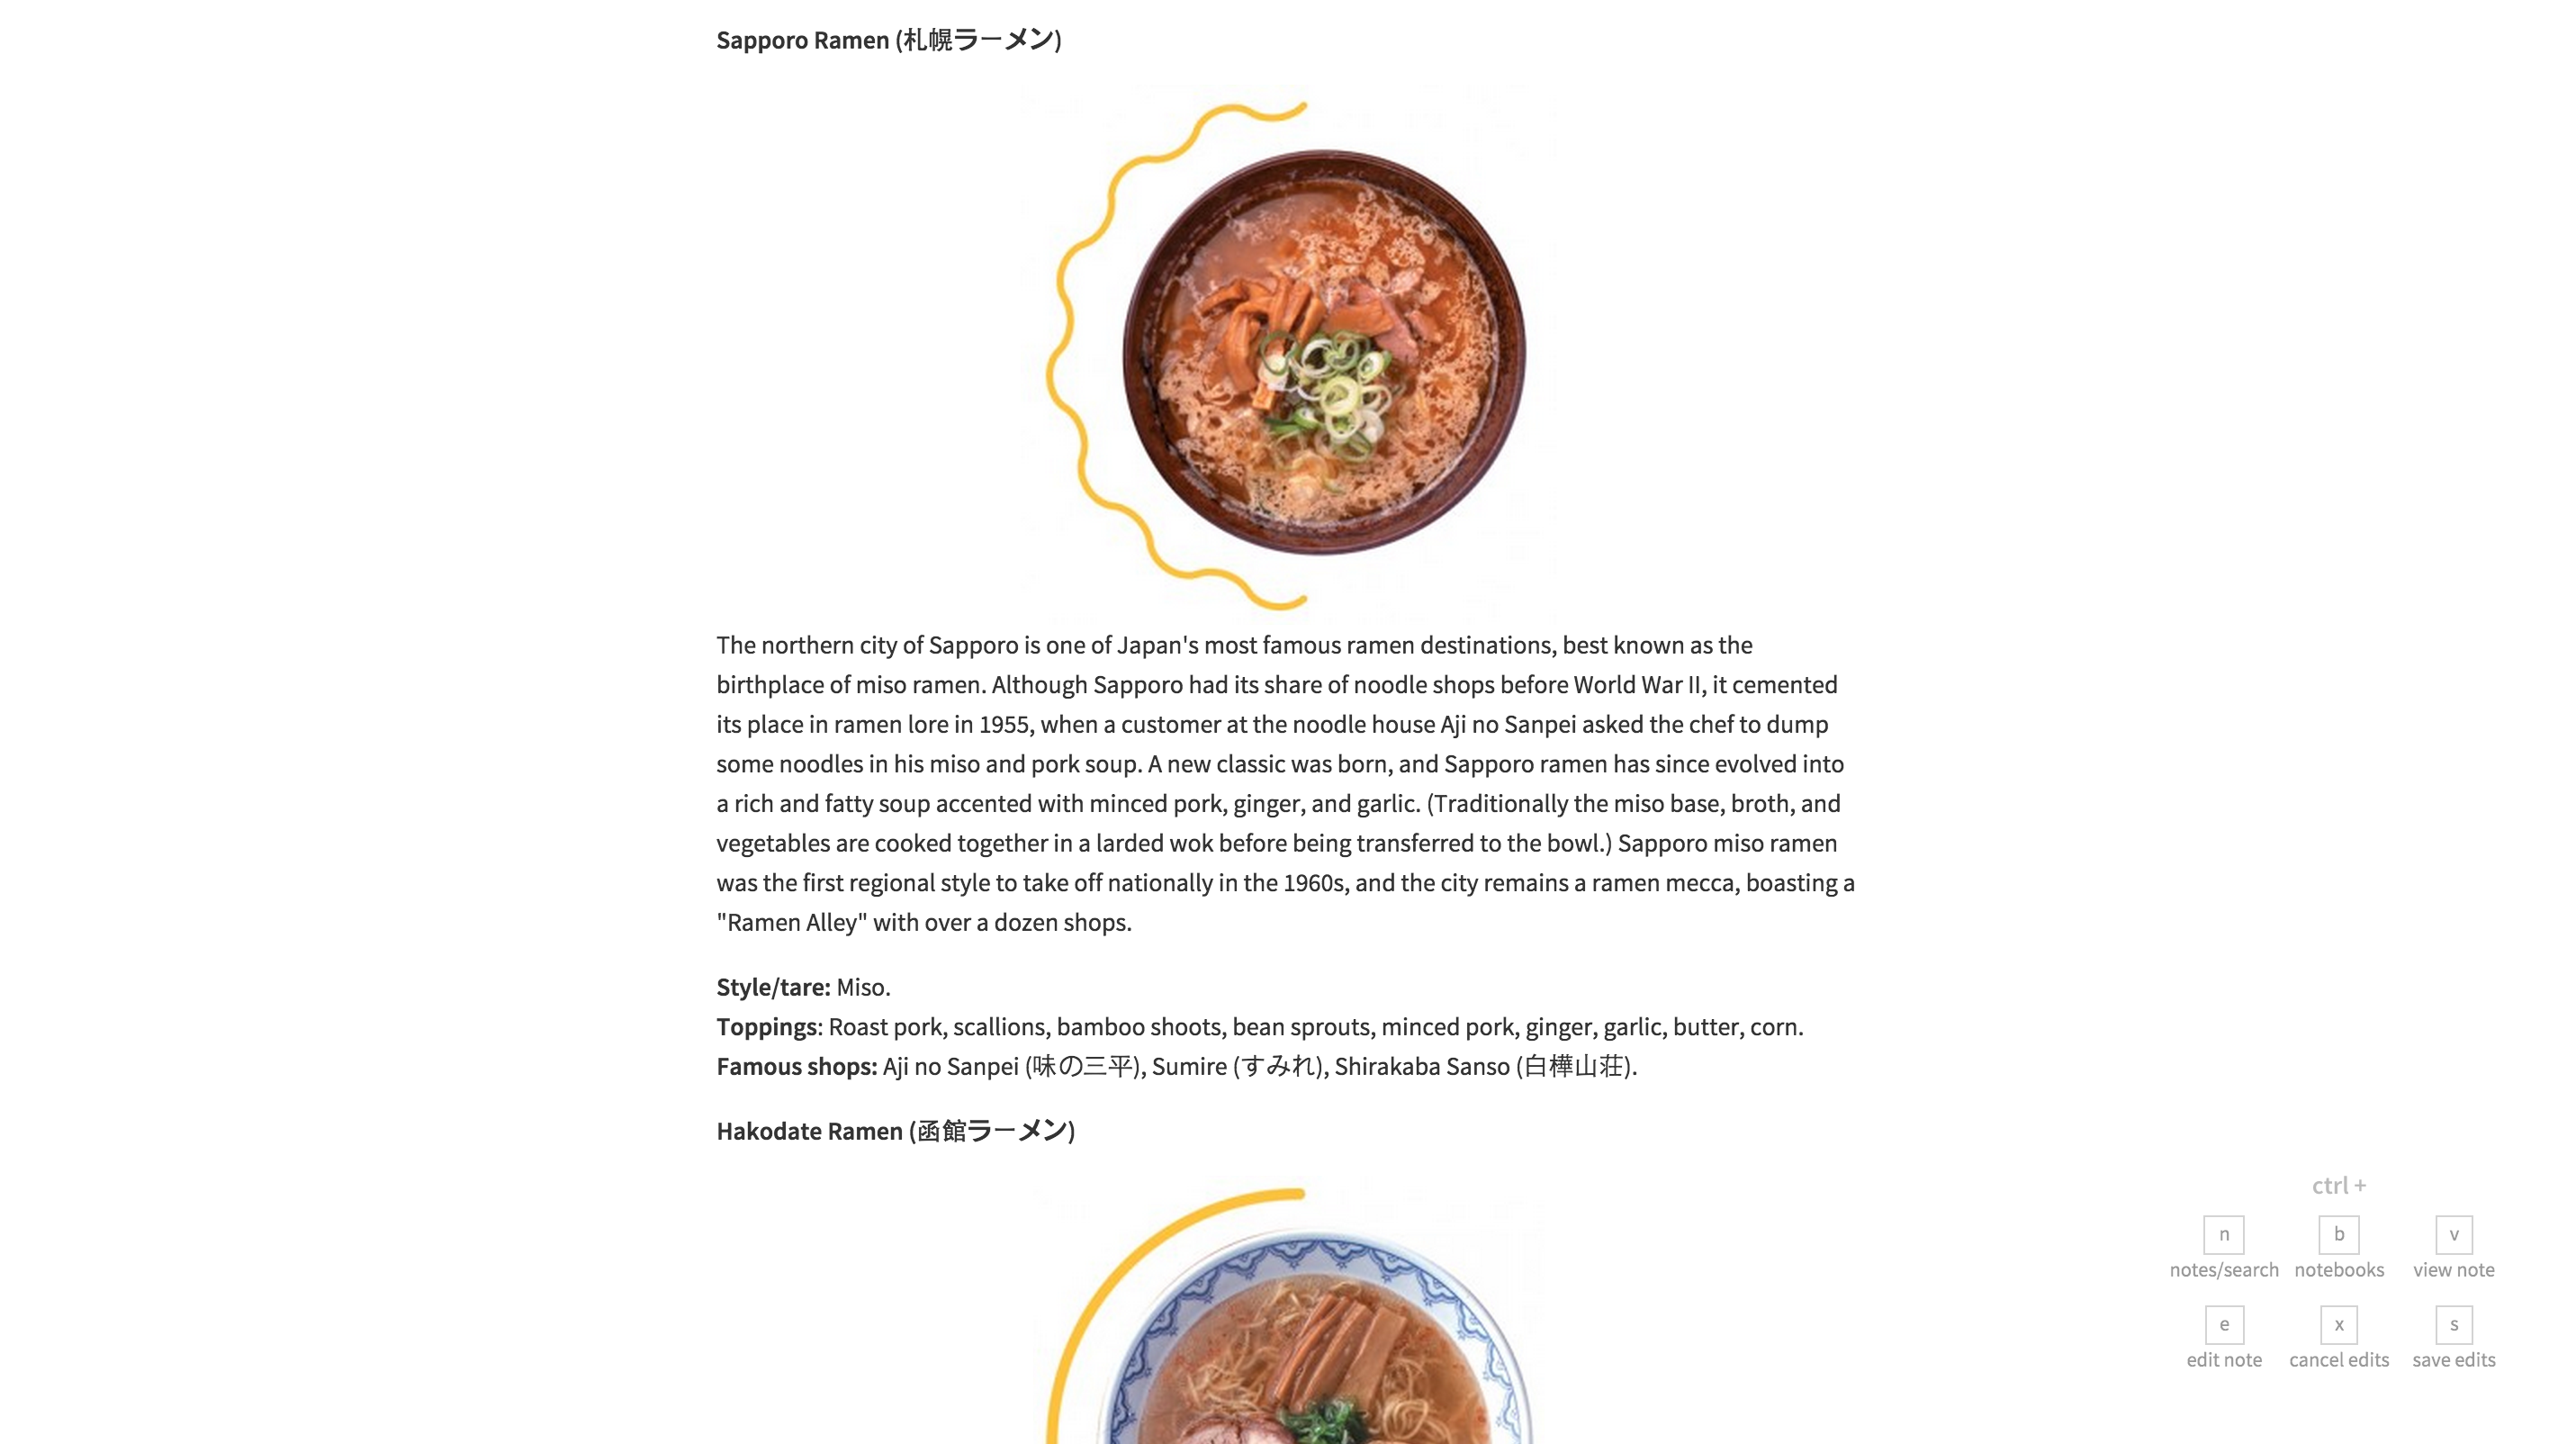 Sapporo Ramen (札幌ラーメン)
The northern city of Sapporo is one of Japan's most famous ramen destinations, best known as the
birthplace of miso ramen. Although Sapporo had its share of noodle shops before World War II, it cemented
its place in ramen lore in 1955, when a customer at the noodle house Aji no Sanpei asked the chef to dump
some noodles in his miso and pork soup. A new classic was born, and Sapporo ramen has since evolved into
a rich and fatty soup accented with minced pork, ginger, and garlic. (Traditionally the miso base, broth, and
vegetables are cooked together in a larded wok before being transferred to the bowl.) Sapporo miso ramen
was the first regional style to take off nationally in the 1960s, and the city remains a ramen mecca, boasting a
"Ramen Alley" with over a dozen shops.
Style/tare: Miso.
Toppings: Roast pork, scallions, bamboo shoots, bean sprouts, minced pork, ginger, garlic, butter, corn.
Famous shops: Aji no Sanpei (味の三平), Sumire (すみれ), Shirakaba Sanso (白樺山荘).
Hakodate Ramen (函館ラーメン)
ctrl +
n b v
notes/search notebooks view note
e x s
edit note cancel edits save edits